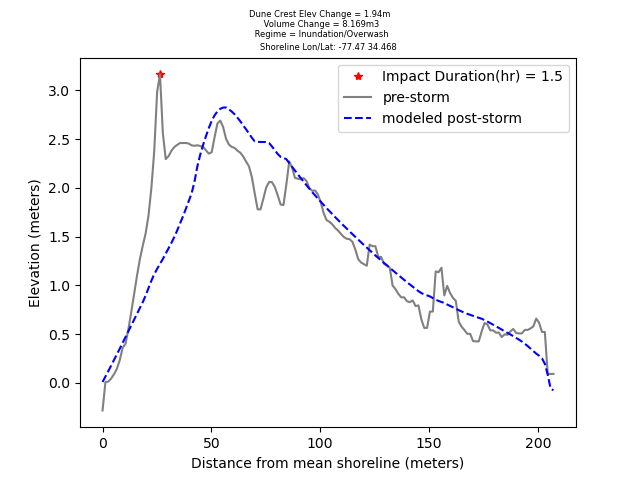 Dune Crest Elev Change = 1.94m
Volume Change = 8.169m3
Regime = Inundation/Overwash
Shoreline Lon/Lat: -77.47 34.468
Impact Duration(hr) = 1.5
pre-storm
modeled post-storm
Elevation (meters)
3.0
2.5
2.0
1.5
1.0
0.5
0.0
0 50 100 150 200
Distance from mean shoreline (meters)